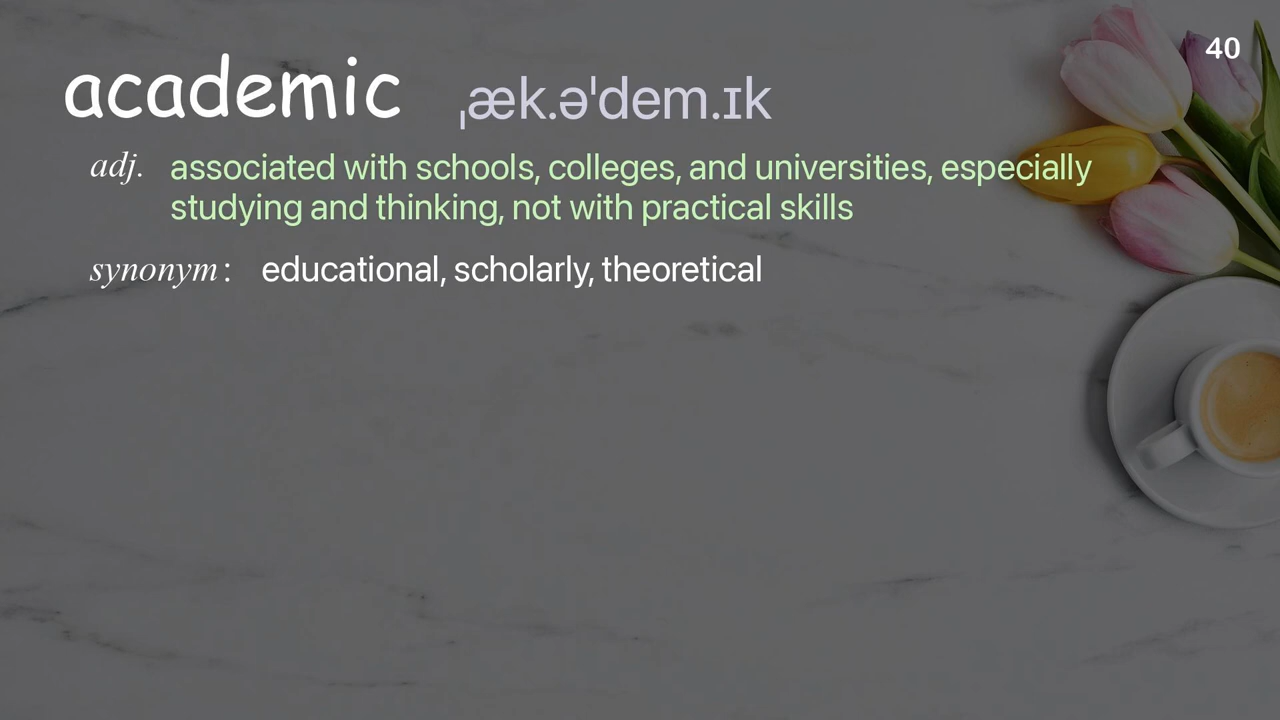 40
academic ˌæk.əˈdem.ɪk
adj. associated with schools, colleges, and universities, especially
studying and thinking, not with practical skills
synonym : educational, scholarly, theoretical